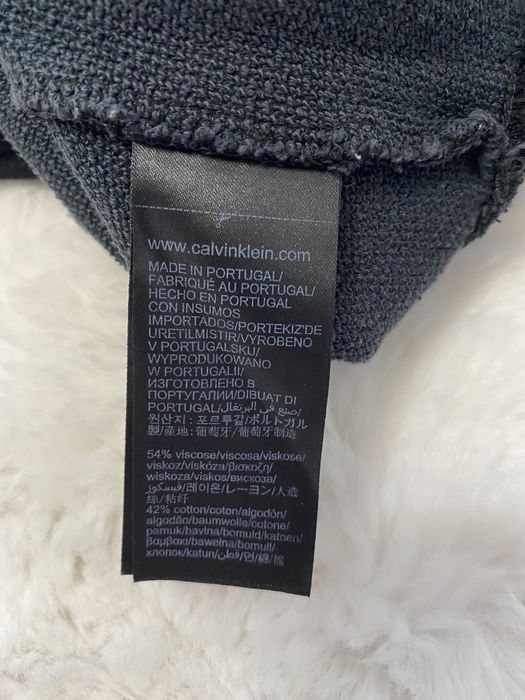 www.calvinklein.com
MADE IN PORTUGAL/
FABRIQUÉ AU PORTUGAL/
HECHO EN PORTUGAL
CON INSUMOS
IMPORTADOS/PORTEKIZ'DE
URETILMISTIR/VYROBENO
V PORTUGALSKU/
WYPRODUKOWANO
W PORTUGALII/
ИЗГОТОВЛЕНО В
ПОРТУГАЛИИ/DIBUAT DI
PORTUGAL/صنع في البرتغال/
원산지 : 포르투갈/ポルトガル
製/產地:葡萄牙/葡萄牙制造
54% viscose/viscosa/viskose/
viskoz/viskóza/βισκοζη/
wiskoza/viskos/вискоза/
فيسكوز/레이온/レーヨン/人造
絲/粘纤
42% cotton/coton/algodón/
algodão/baumwolle/cotone/
pamuk/bavlna/bomuld/katoen/
βαμβακι/bawełna/bomull/
хлопок/katun/قطن/면/綿/棉